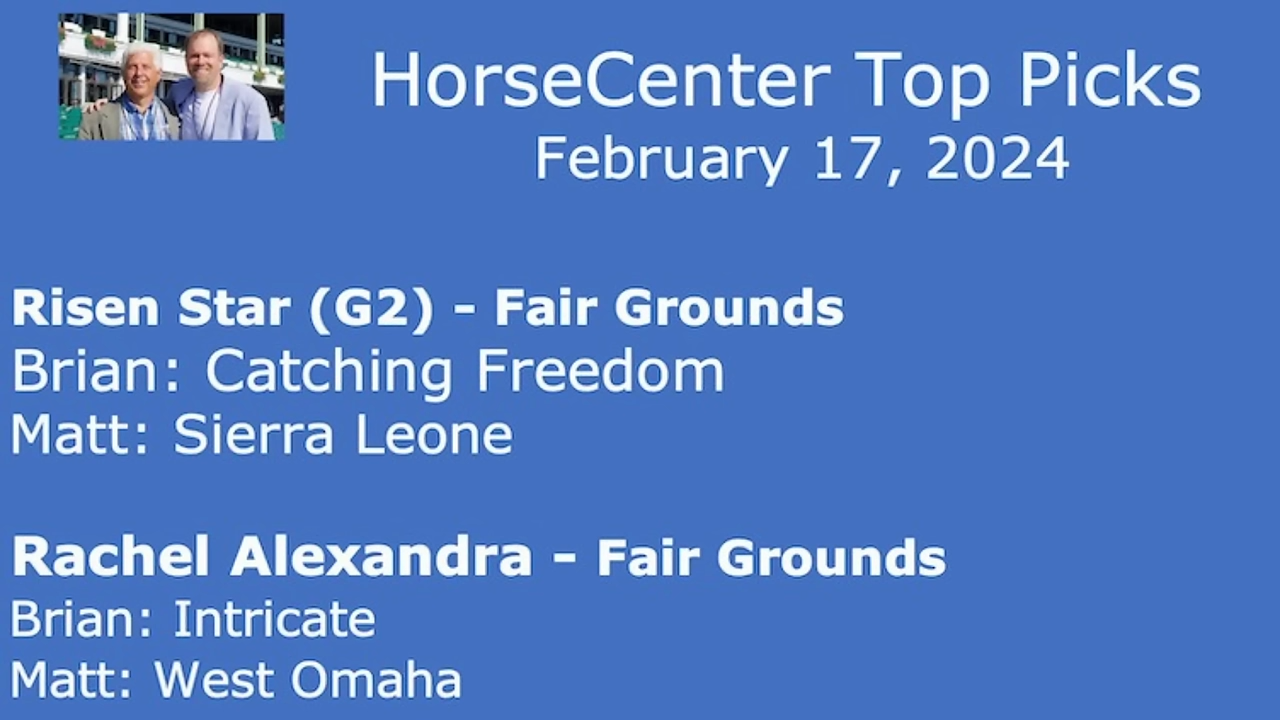 HorseCenter Top Picks
February 17, 2024
Risen Star (G2) - Fair Grounds
Brian: Catching Freedom
Matt: Sierra Leone
Rachel Alexandra - Fair Grounds
Brian: Intricate
Matt: West Omaha